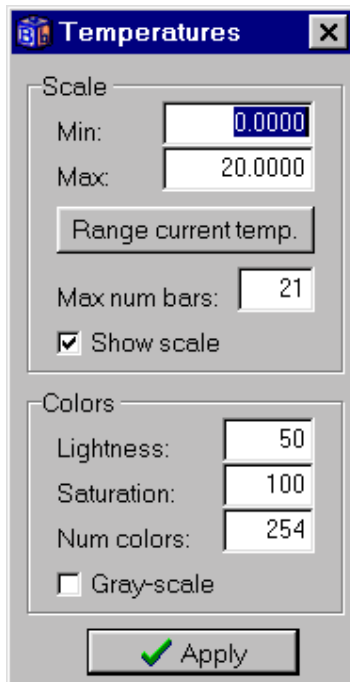 Temperatures
Scale
Min: 0.0000
Max: 20.0000
Range current temp.
Max num bars: 21
Show scale
Colors
Lightness: 50
Saturation: 100
Num colors: 254
Gray-scale
Apply